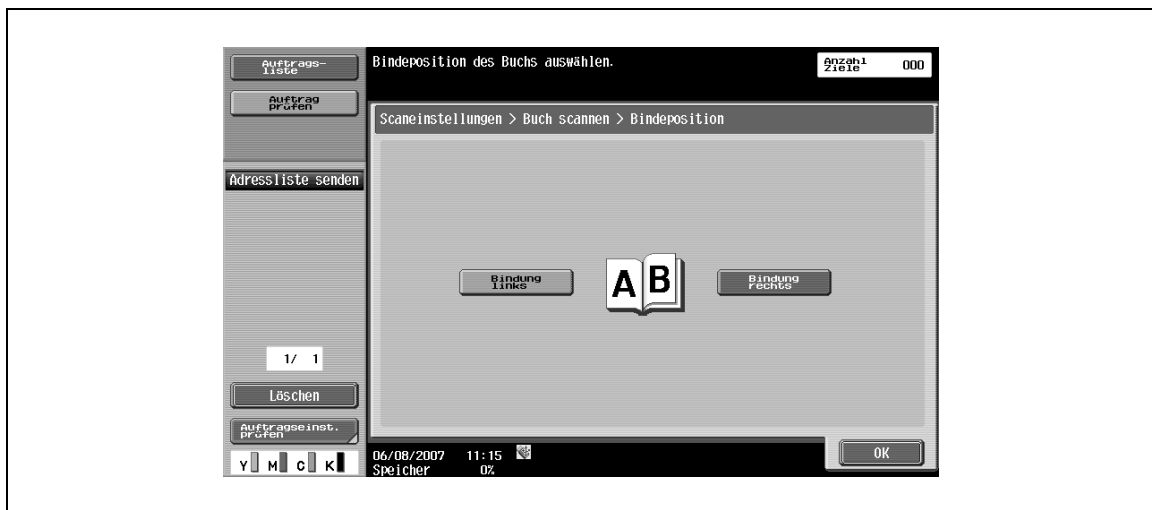 Auftrags-
liste
Auftrag
prüfen
Bindeposition des Buchs auswählen.
Anzahl
Ziele 000
Scaneinstellungen > Buch scannen > Bindeposition
Adressliste senden
Bindung
links
A B
Bindung
rechts
1/ 1
Löschen
Auftragseinst.
prüfen
Y M C K
06/08/2007 11:15
Speicher 0%
OK